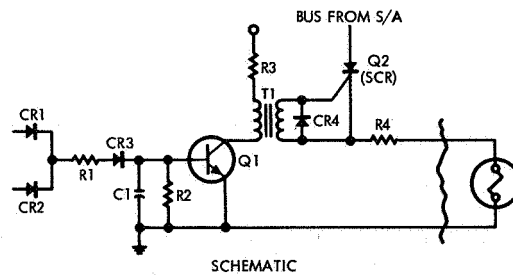 BUS FROM S/A
R3
Q2
(SCR)
T1
CR1
CR4
R4
CR3
Q1
R1
C1
R2
CR2
SCHEMATIC